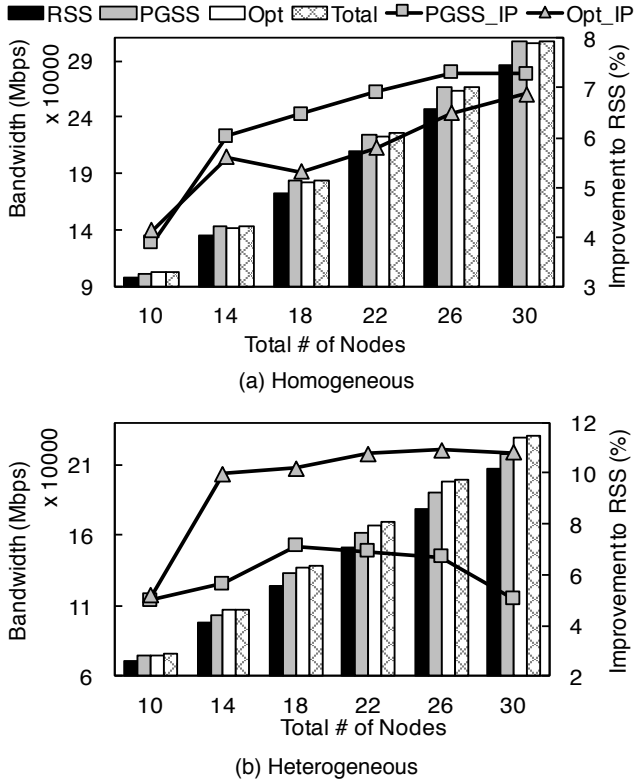 RSS PGSS Opt Total PGSS_IP Opt_IP
Bandwidth (Mbps)
x 10000
29
24
19
14
9
8
7
6
5
4
3
Improvement to RSS (%)
10 14 18 22 26 30
Total # of Nodes
(a) Homogeneous
Bandwidth (Mbps)
x 10000
21
16
11
6
12
10
8
6
4
2
Improvement to RSS (%)
10 14 18 22 26 30
Total # of Nodes
(b) Heterogeneous